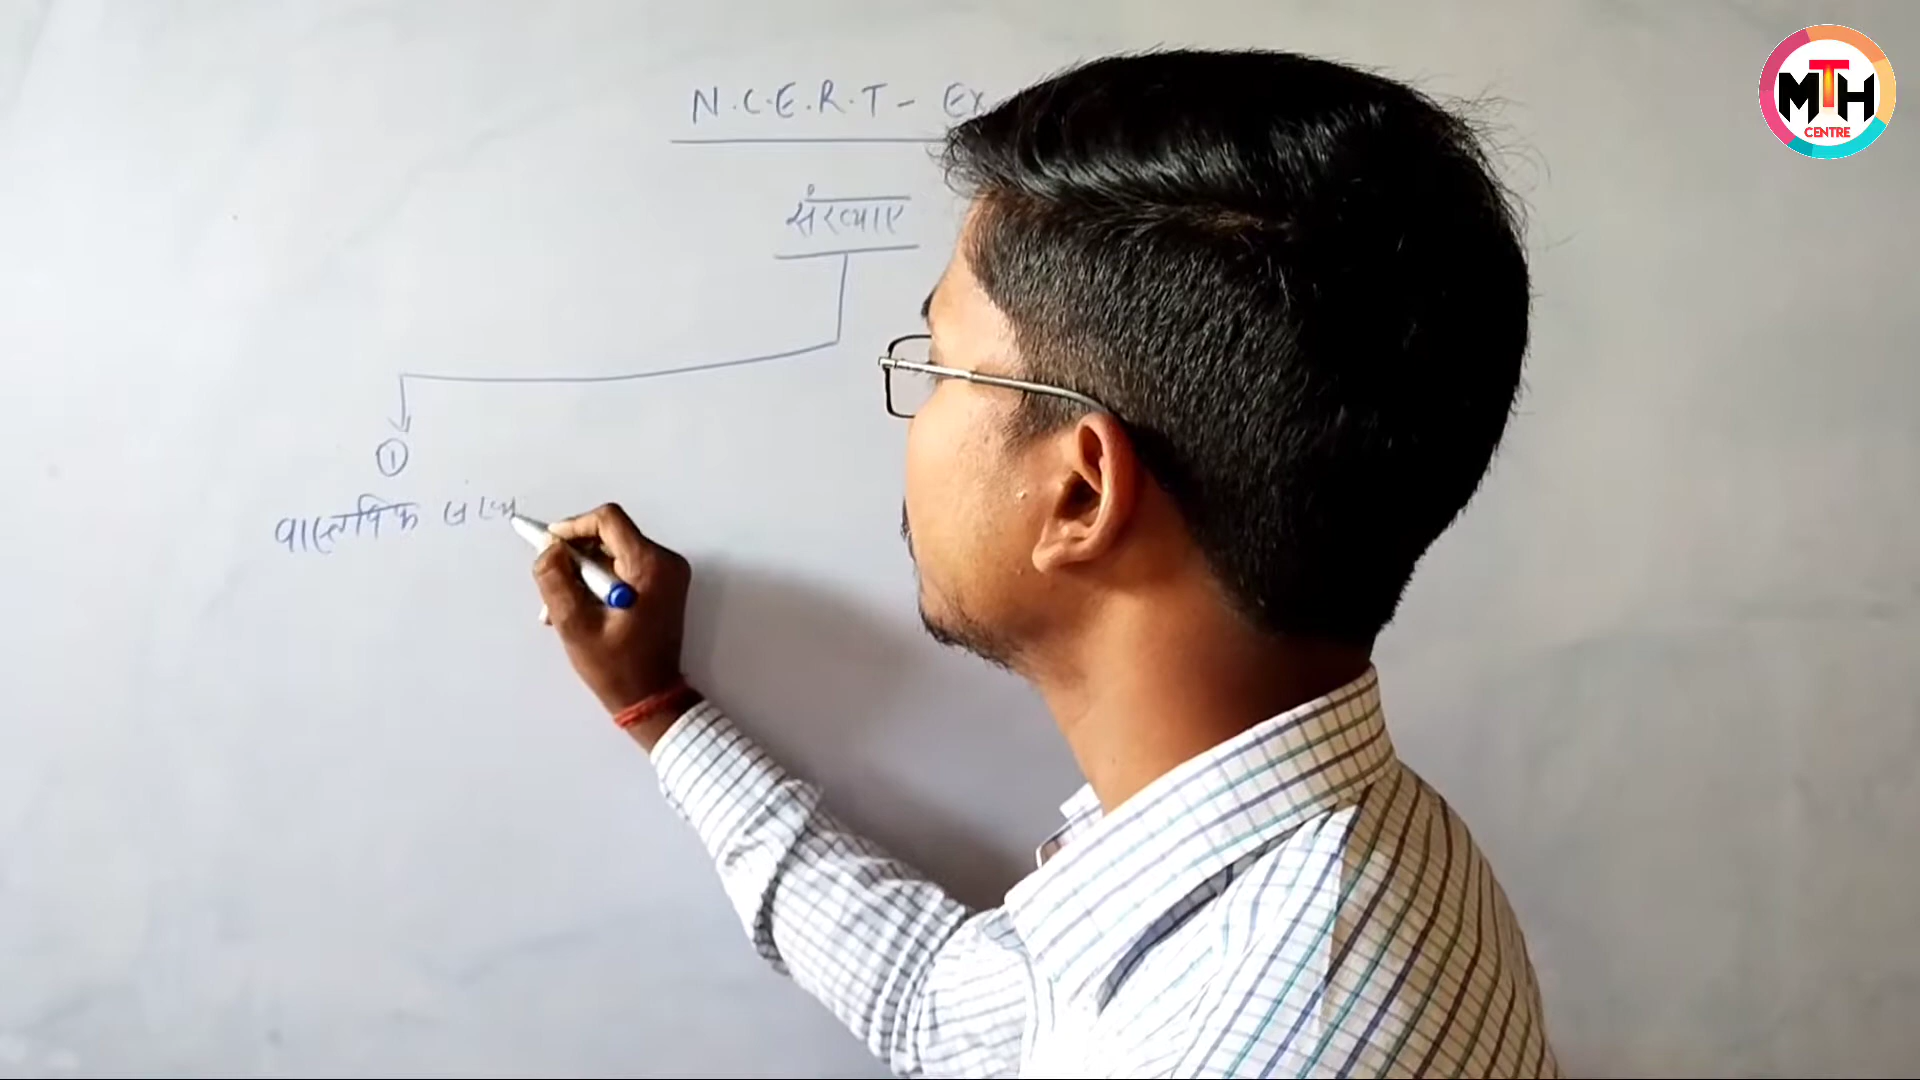 N.C.E.R.T - Ex
संख्याए
①
वास्तविक संख्या
MTH
CENTRE